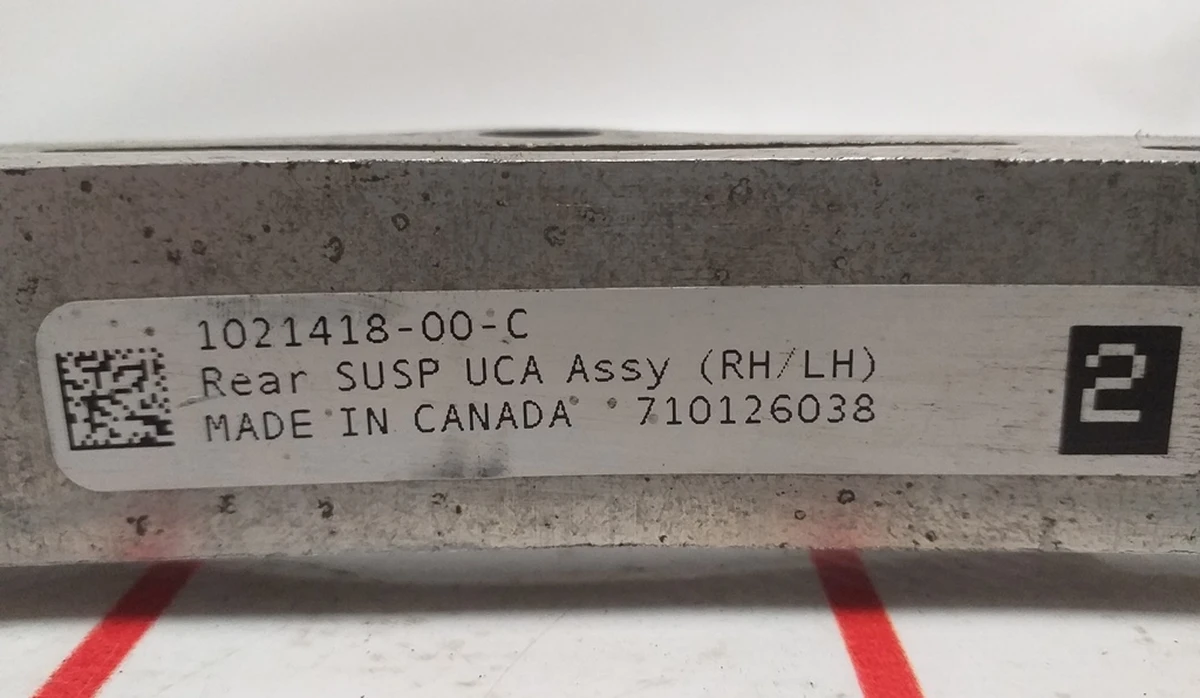 1021418-00-C
Rear SUSP UCA Assy (RH/LH)
MADE IN CANADA 710126038
2